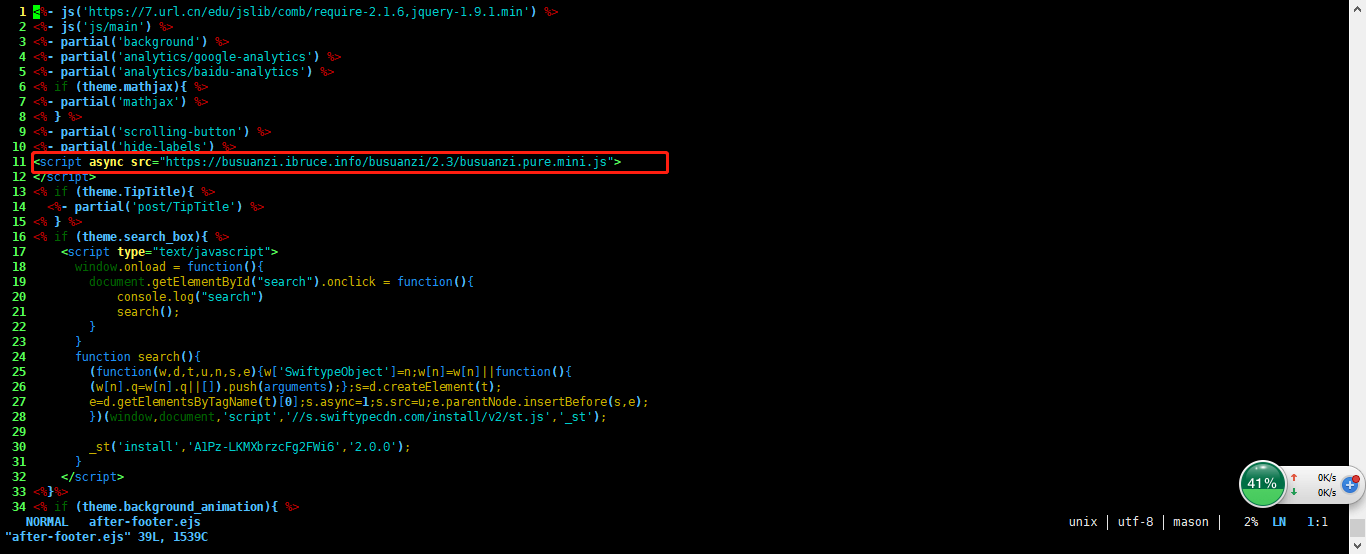 1 <%- js('https://7.url.cn/edu/jslib/comb/require-2.1.6,jquery-1.9.1.min') %>
2 <%- js('js/main') %>
3 <%- partial('background') %>
4 <%- partial('analytics/google-analytics') %>
5 <%- partial('analytics/baidu-analytics') %>
6 <% if (theme.mathjax){ %>
7 <%- partial('mathjax') %>
8 <% } %>
9 <%- partial('scrolling-button') %>
10 <%- partial('hide-labels') %>
11 <script async src="https://busuanzi.ibruce.info/busuanzi/2.3/busuanzi.pure.mini.js">
12 </script>
13 <% if (theme.TipTitle){ %>
14   <%- partial('post/TipTitle') %>
15 <% } %>
16 <% if (theme.search_box){ %>
17     <script type="text/javascript">
18       window.onload = function(){
19         document.getElementById("search").onclick = function(){
20             console.log("search")
21             search();
22         }
23       }
24       function search(){
25         (function(w,d,t,u,n,s,e){w['SwiftypeObject']=n;w[n]=w[n]||function(){
26         (w[n].q=w[n].q||[]).push(arguments);};s=d.createElement(t);
27         e=d.getElementsByTagName(t)[0];s.async=1;s.src=u;e.parentNode.insertBefore(s,e);
28         })(window,document,'script','//s.swiftypecdn.com/install/v2/st.js','_st');
29
30         _st('install','A1Pz-LKMXbrzcFg2FWi6','2.0.0');
31       }
32     </script>
33 <%}%>
34 <% if (theme.background_animation){ %>
NORMAL   after-footer.ejs   unix | utf-8 | mason |   2%  LN   1:1
"after-footer.ejs" 39L, 1539C
41%
↑ 0K/s
↓ 0K/s